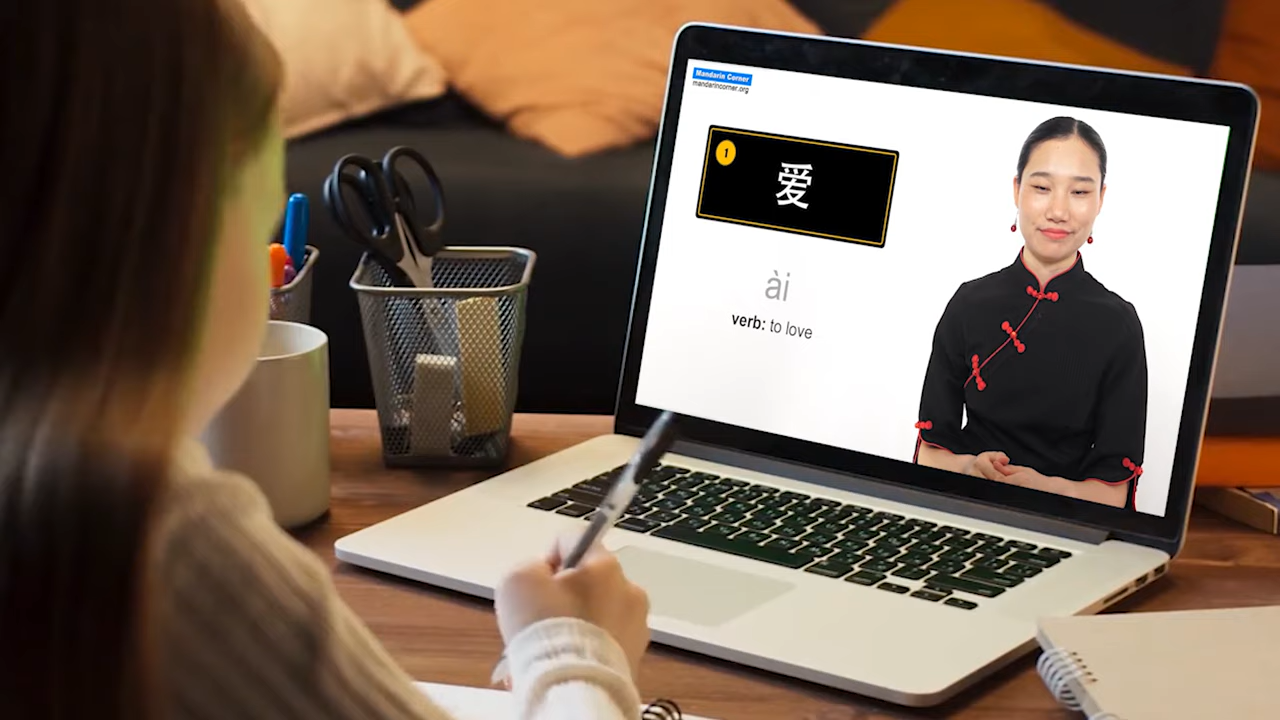 Mandarin Corner
mandarincorner.org
1
爱
ài
verb: to love